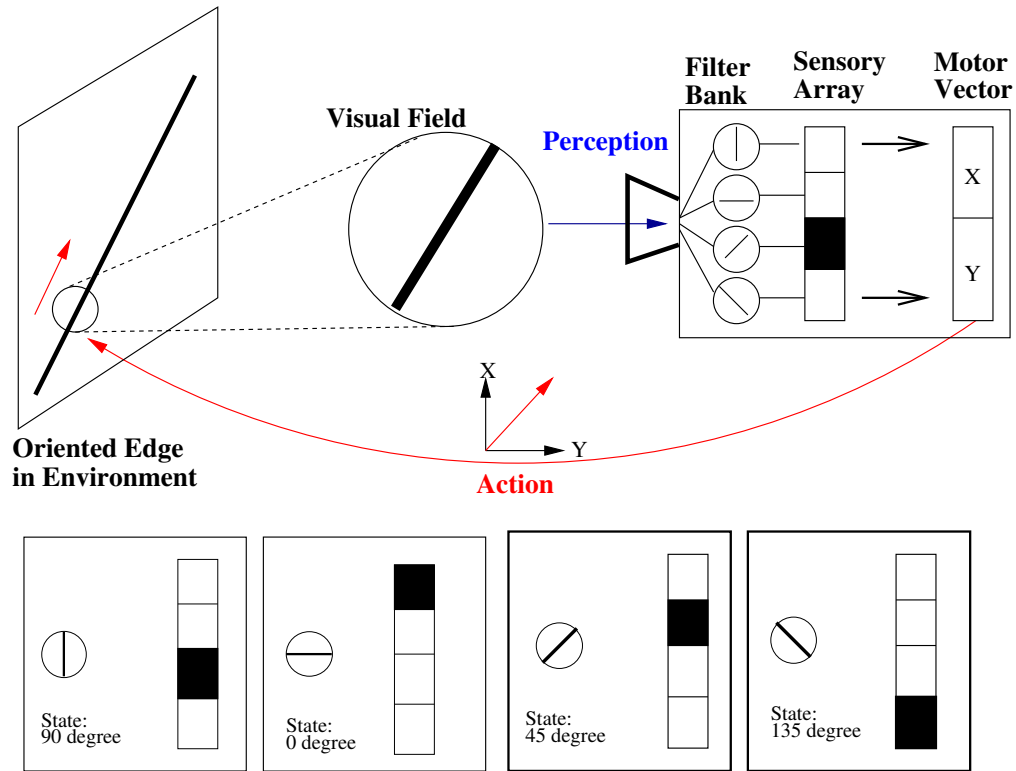 Filter
Bank
Sensory
Array
Motor
Vector
Visual Field
Perception
X
Y
X
Y
Oriented Edge
in Environment
Action
State:
90 degree
State:
0 degree
State:
45 degree
State:
135 degree